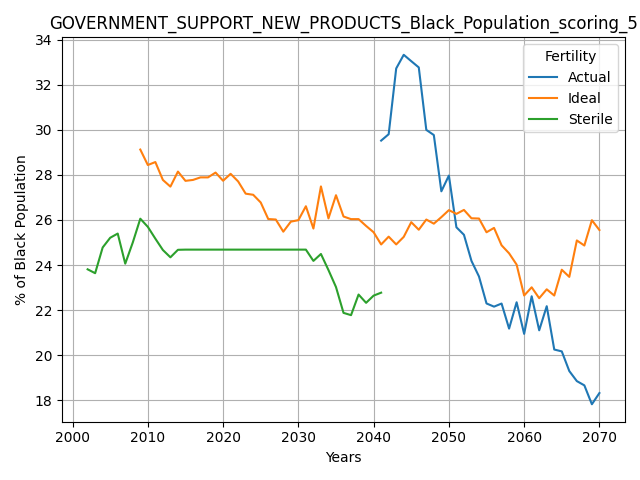 GOVERNMENT_SUPPORT_NEW_PRODUCTS_Black_Population_scoring_5
34
32
30
28
26
24
22
20
18
% of Black Population
Fertility
Actual
Ideal
Sterile
2000 2010 2020 2030 2040 2050 2060 2070
Years